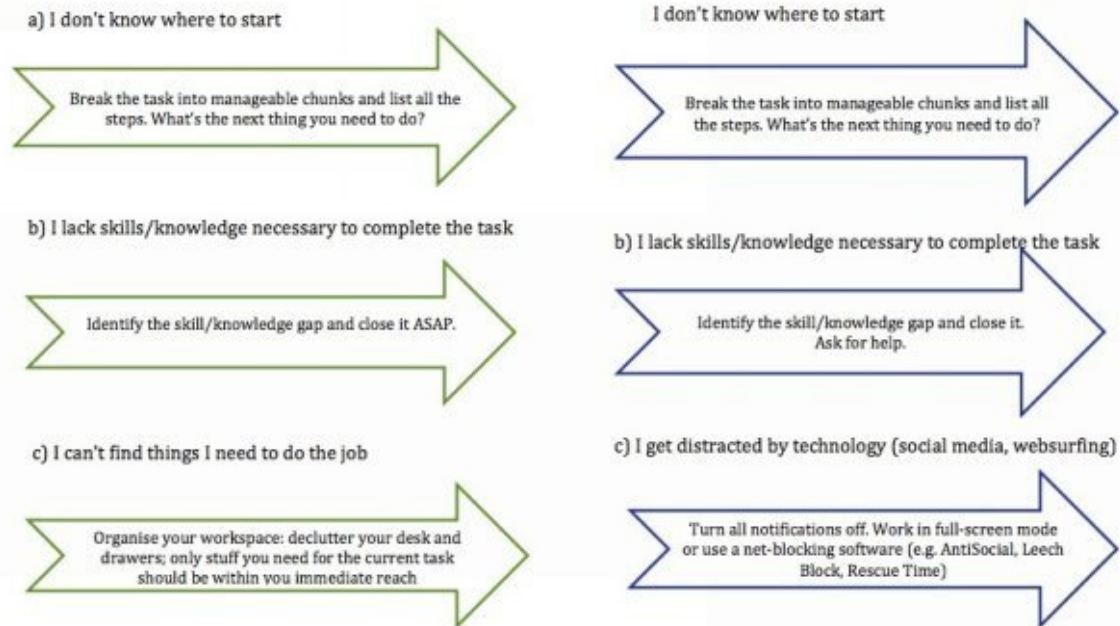 a) I don't know where to start
Break the task into manageable chunks and list all the
steps. What's the next thing you need to do?
b) I lack skills/knowledge necessary to complete the task
Identify the skill/knowledge gap and close it ASAP.
c) I can't find things I need to do the job
Organise your workspace: declutter your desk and
drawers; only stuff you need for the current task
should be within you immediate reach
I don't know where to start
Break the task into manageable chunks and list all
the steps. What's the next thing you need to do?
b) I lack skills/knowledge necessary to complete the task
Identify the skill/knowledge gap and close it.
Ask for help.
c) I get distracted by technology (social media, websurfing)
Turn all notifications off. Work in full-screen mode
or use a net-blocking software (e.g. AntiSocial, Leech
Block, Rescue Time)